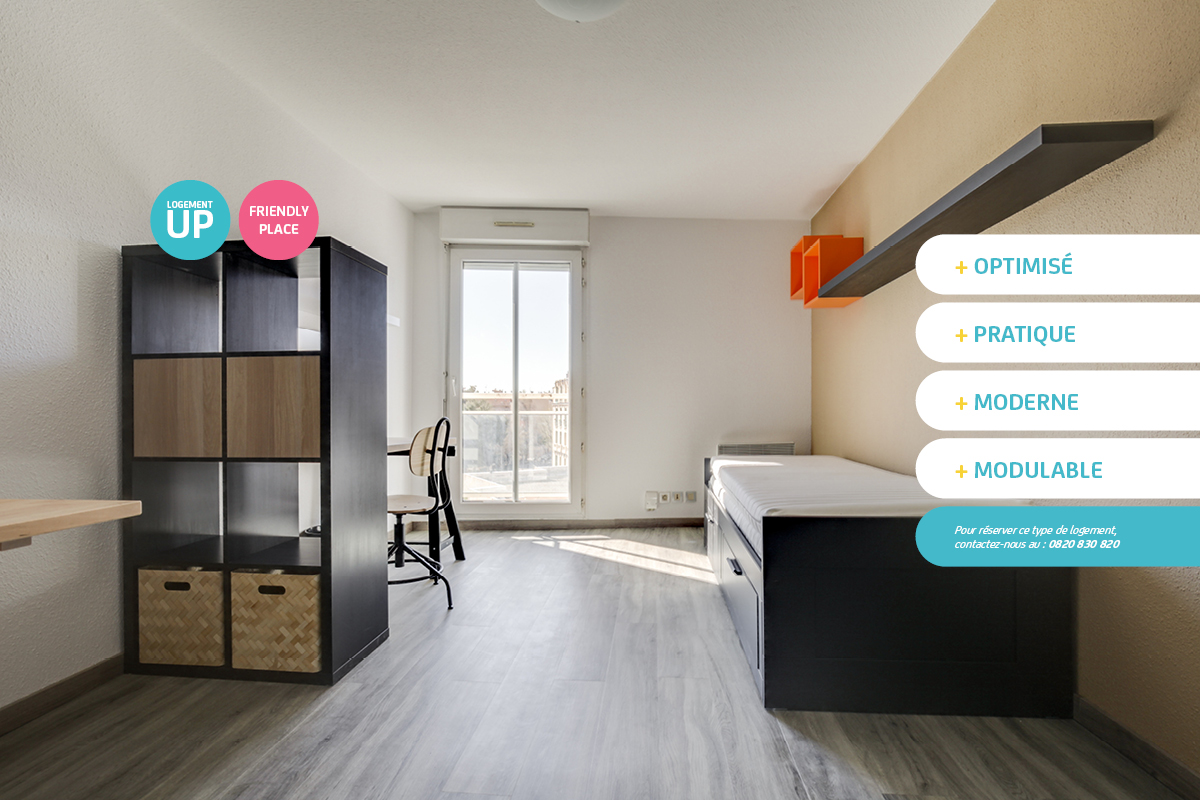 LOGEMENT
UP
FRIENDLY
PLACE
+ OPTIMISÉ
+ PRATIQUE
+ MODERNE
+ MODULABLE
Pour réserver ce type de logement,
contactez-nous au : 0820 830 820